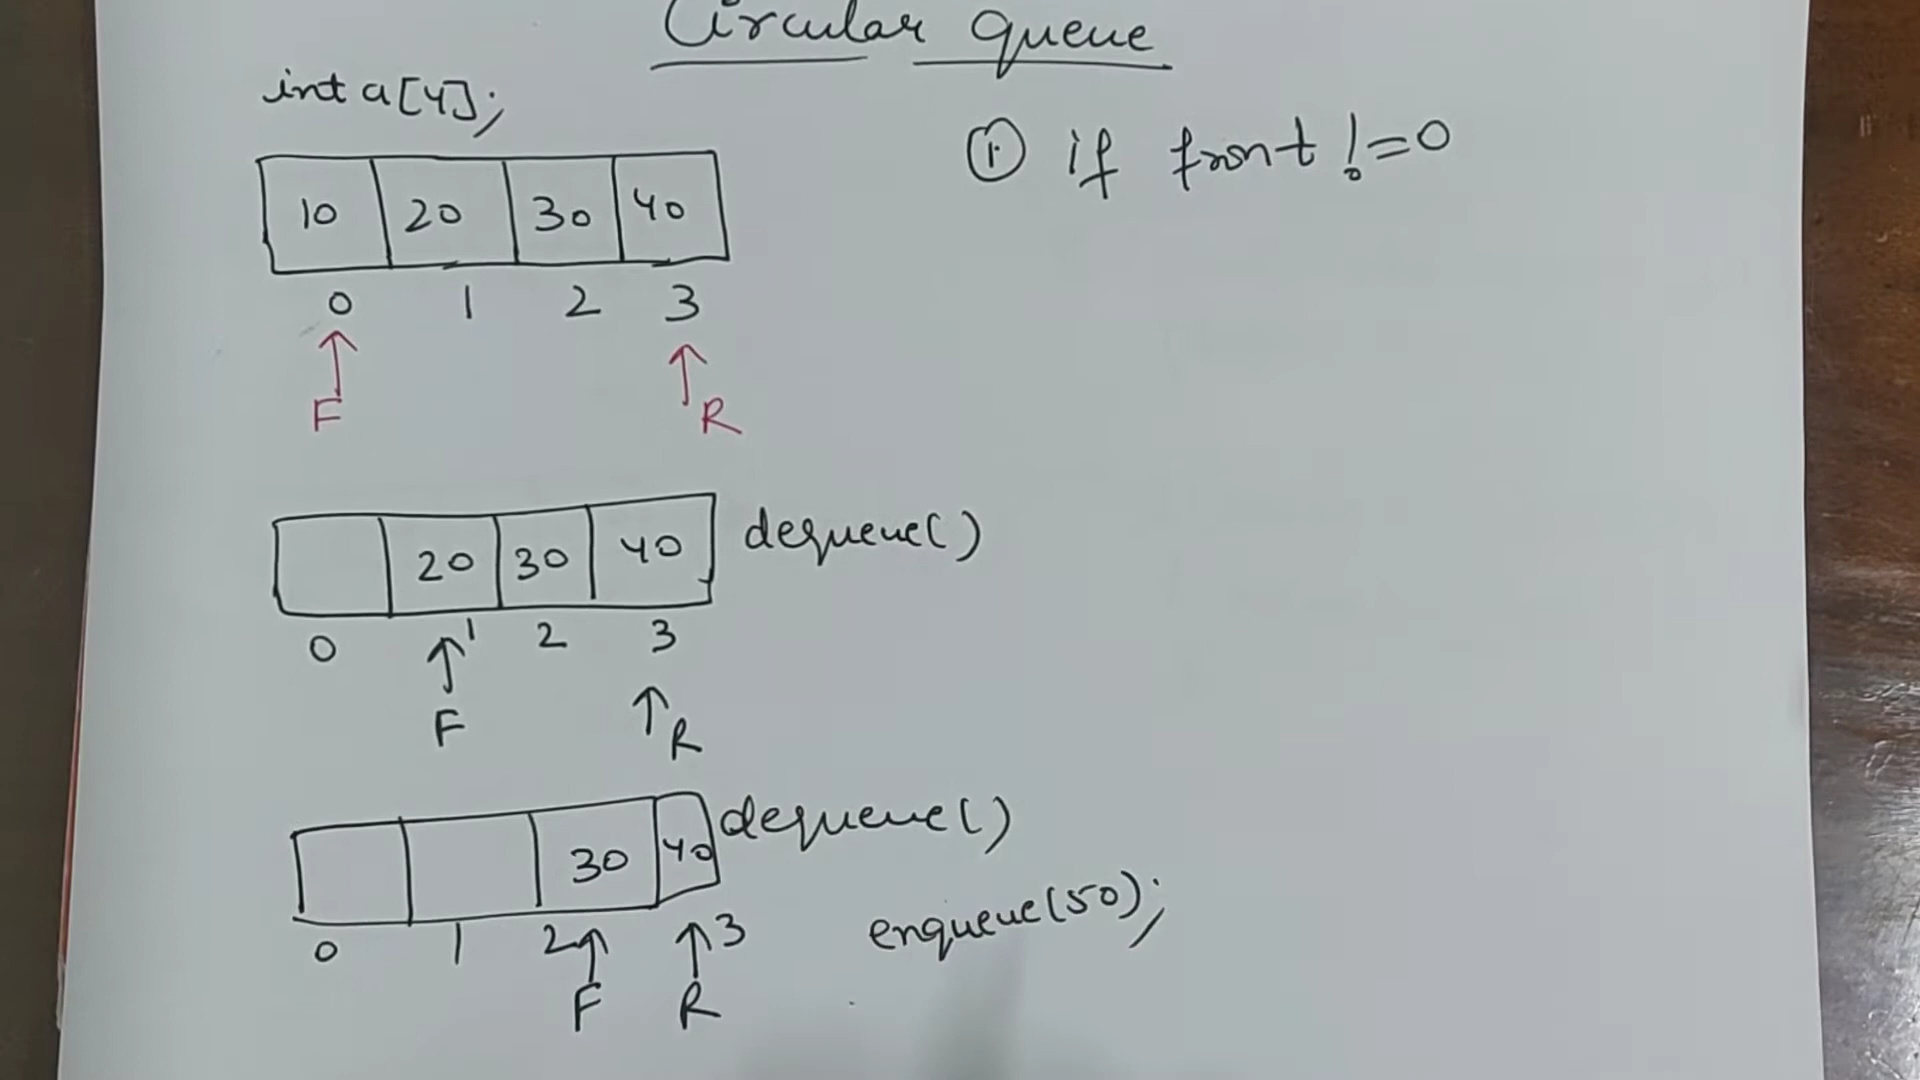 Circular queue
int a[4];
① if front != 0
10 20 30 40
0 1 2 3
F R
20 30 40 dequeue()
0 1 2 3
F R
30 40 dequeue()
enqueue(50);
0 1 2 3
F R